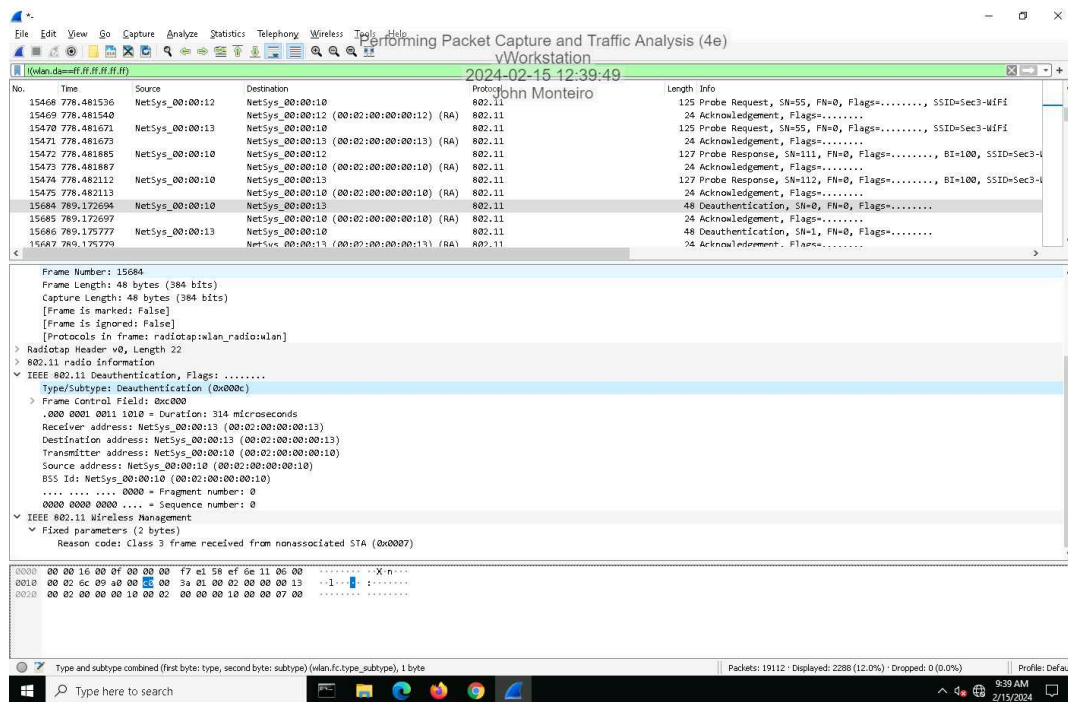 *-
File Edit View Go Capture Analyze Statistics Telephony Wireless Tools Help
Performing Packet Capture and Traffic Analysis (4e)
vWorkstation
2024-02-15 12:39:49
John Monteiro
!(wlan.da==ff.ff.ff.ff.ff.ff)
No. Time Source Destination Protocol Length Info
15468 778.481536 NetSys_00:00:12 NetSys_00:00:10 802.11 125 Probe Request, SN=55, FN=0, Flags=........, SSID=Sec3-WiFi
15469 778.481540 NetSys_00:00:12 (00:02:00:00:00:12) (RA) 802.11 24 Acknowledgement, Flags=........
15470 778.481671 NetSys_00:00:13 NetSys_00:00:10 802.11 125 Probe Request, SN=55, FN=0, Flags=........, SSID=Sec3-WiFi
15471 778.481673 NetSys_00:00:13 (00:02:00:00:00:13) (RA) 802.11 24 Acknowledgement, Flags=........
15472 778.481885 NetSys_00:00:10 NetSys_00:00:12 802.11 127 Probe Response, SN=111, FN=0, Flags=........, BI=100, SSID=Sec3-W
15473 778.481887 NetSys_00:00:10 (00:02:00:00:00:10) (RA) 802.11 24 Acknowledgement, Flags=........
15474 778.482112 NetSys_00:00:10 NetSys_00:00:13 802.11 127 Probe Response, SN=112, FN=0, Flags=........, BI=100, SSID=Sec3-W
15475 778.482113 NetSys_00:00:10 (00:02:00:00:00:10) (RA) 802.11 24 Acknowledgement, Flags=........
15684 789.172694 NetSys_00:00:10 NetSys_00:00:13 802.11 48 Deauthentication, SN=0, FN=0, Flags=........
15685 789.172697 NetSys_00:00:10 (00:02:00:00:00:10) (RA) 802.11 24 Acknowledgement, Flags=........
15686 789.175777 NetSys_00:00:13 NetSys_00:00:10 802.11 48 Deauthentication, SN=1, FN=0, Flags=........
15687 789.175779 NetSys_00:00:13 (00:02:00:00:00:13) (RA) 802.11 24 Acknowledgement, Flags=........
Frame Number: 15684
Frame Length: 48 bytes (384 bits)
Capture Length: 48 bytes (384 bits)
[Frame is marked: False]
[Frame is ignored: False]
[Protocols in frame: radiotap:wlan_radio:wlan]
Radiotap Header v0, Length 22
802.11 radio information
IEEE 802.11 Deauthentication, Flags: ........
Type/Subtype: Deauthentication (0x000c)
Frame Control Field: 0xc000
.000 0001 0011 1010 = Duration: 314 microseconds
Receiver address: NetSys_00:00:13 (00:02:00:00:00:13)
Destination address: NetSys_00:00:13 (00:02:00:00:00:13)
Transmitter address: NetSys_00:00:10 (00:02:00:00:00:10)
Source address: NetSys_00:00:10 (00:02:00:00:00:10)
BSS Id: NetSys_00:00:10 (00:02:00:00:00:10)
.... .... .... 0000 = Fragment number: 0
0000 0000 0000 .... = Sequence number: 0
IEEE 802.11 Wireless Management
Fixed parameters (2 bytes)
Reason code: Class 3 frame received from nonassociated STA (0x0007)
0000 00 00 16 00 0f 00 00 00 f7 e1 58 ef 6e 11 06 00 ········ ··X·n···
0010 00 02 6c 09 a0 00 c0 00 3a 01 00 02 00 00 00 13 ··l····· :·······
0020 00 02 00 00 00 10 00 02 00 00 00 10 00 00 07 00 ········ ········
Type and subtype combined (first byte: type, second byte: subtype) (wlan.fc.type_subtype), 1 byte
Packets: 19112 · Displayed: 2288 (12.0%) · Dropped: 0 (0.0%)
Profile: Defau
Type here to search
9:39 AM
2/15/2024